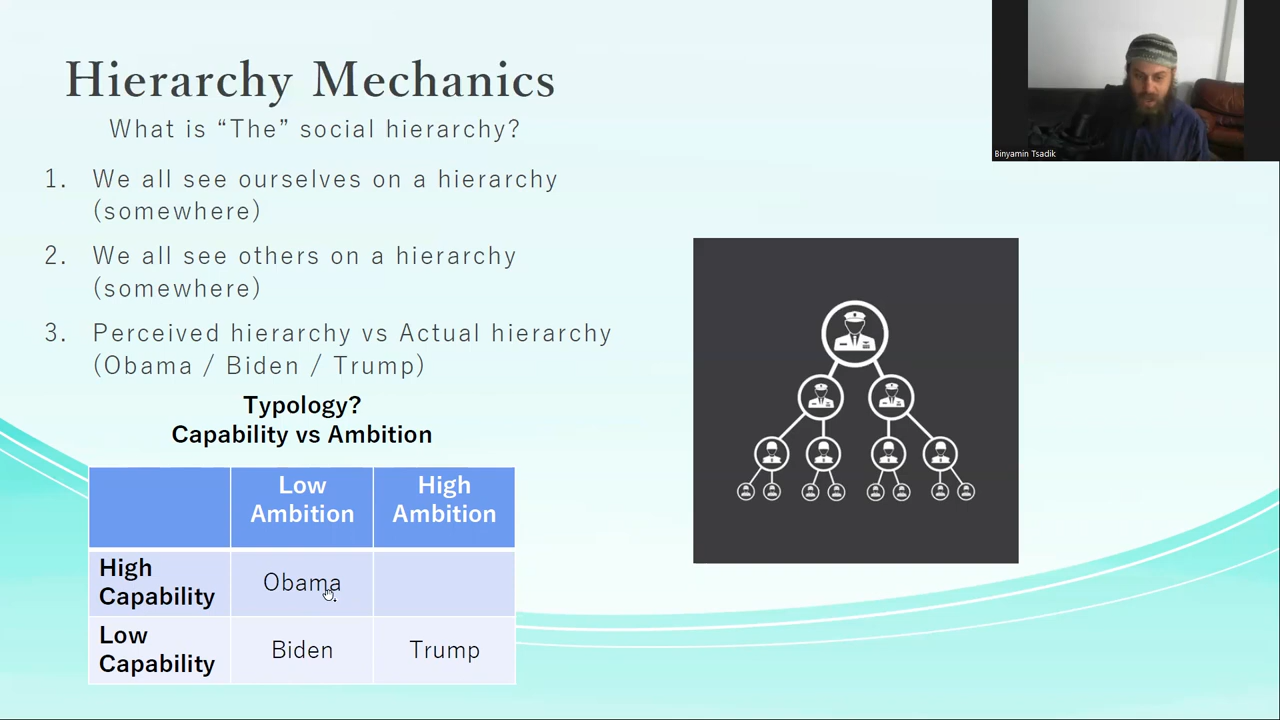 Hierarchy Mechanics
What is “The” social hierarchy?
1. We all see ourselves on a hierarchy
(somewhere)
2. We all see others on a hierarchy
(somewhere)
3. Perceived hierarchy vs Actual hierarchy
(Obama / Biden / Trump)
Typology?
Capability vs Ambition
Low Ambition
High Ambition
High Capability
Obama
Low Capability
Biden
Trump
Binyamin Tsadik